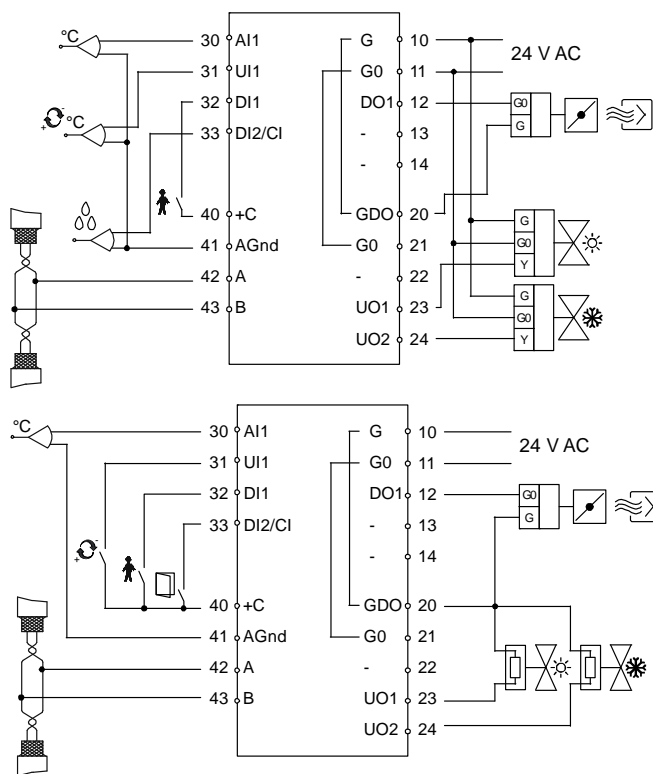 °C
30 AI1 G 10
24 V AC
31 UI1 G0 11
32 DI1 DO1 12
G0
G
+ - °C
33 DI2/CI - 13
- 14
40 +C GDO 20
G
G0
Y
41 AGnd G0 21
42 A - 22
43 B UO1 23
G
G0
Y
UO2 24
°C
30 AI1 G 10
24 V AC
31 UI1 G0 11
32 DI1 DO1 12
G0
G
33 DI2/CI - 13
+ -
- 14
40 +C GDO 20
41 AGnd G0 21
42 A - 22
43 B UO1 23
UO2 24